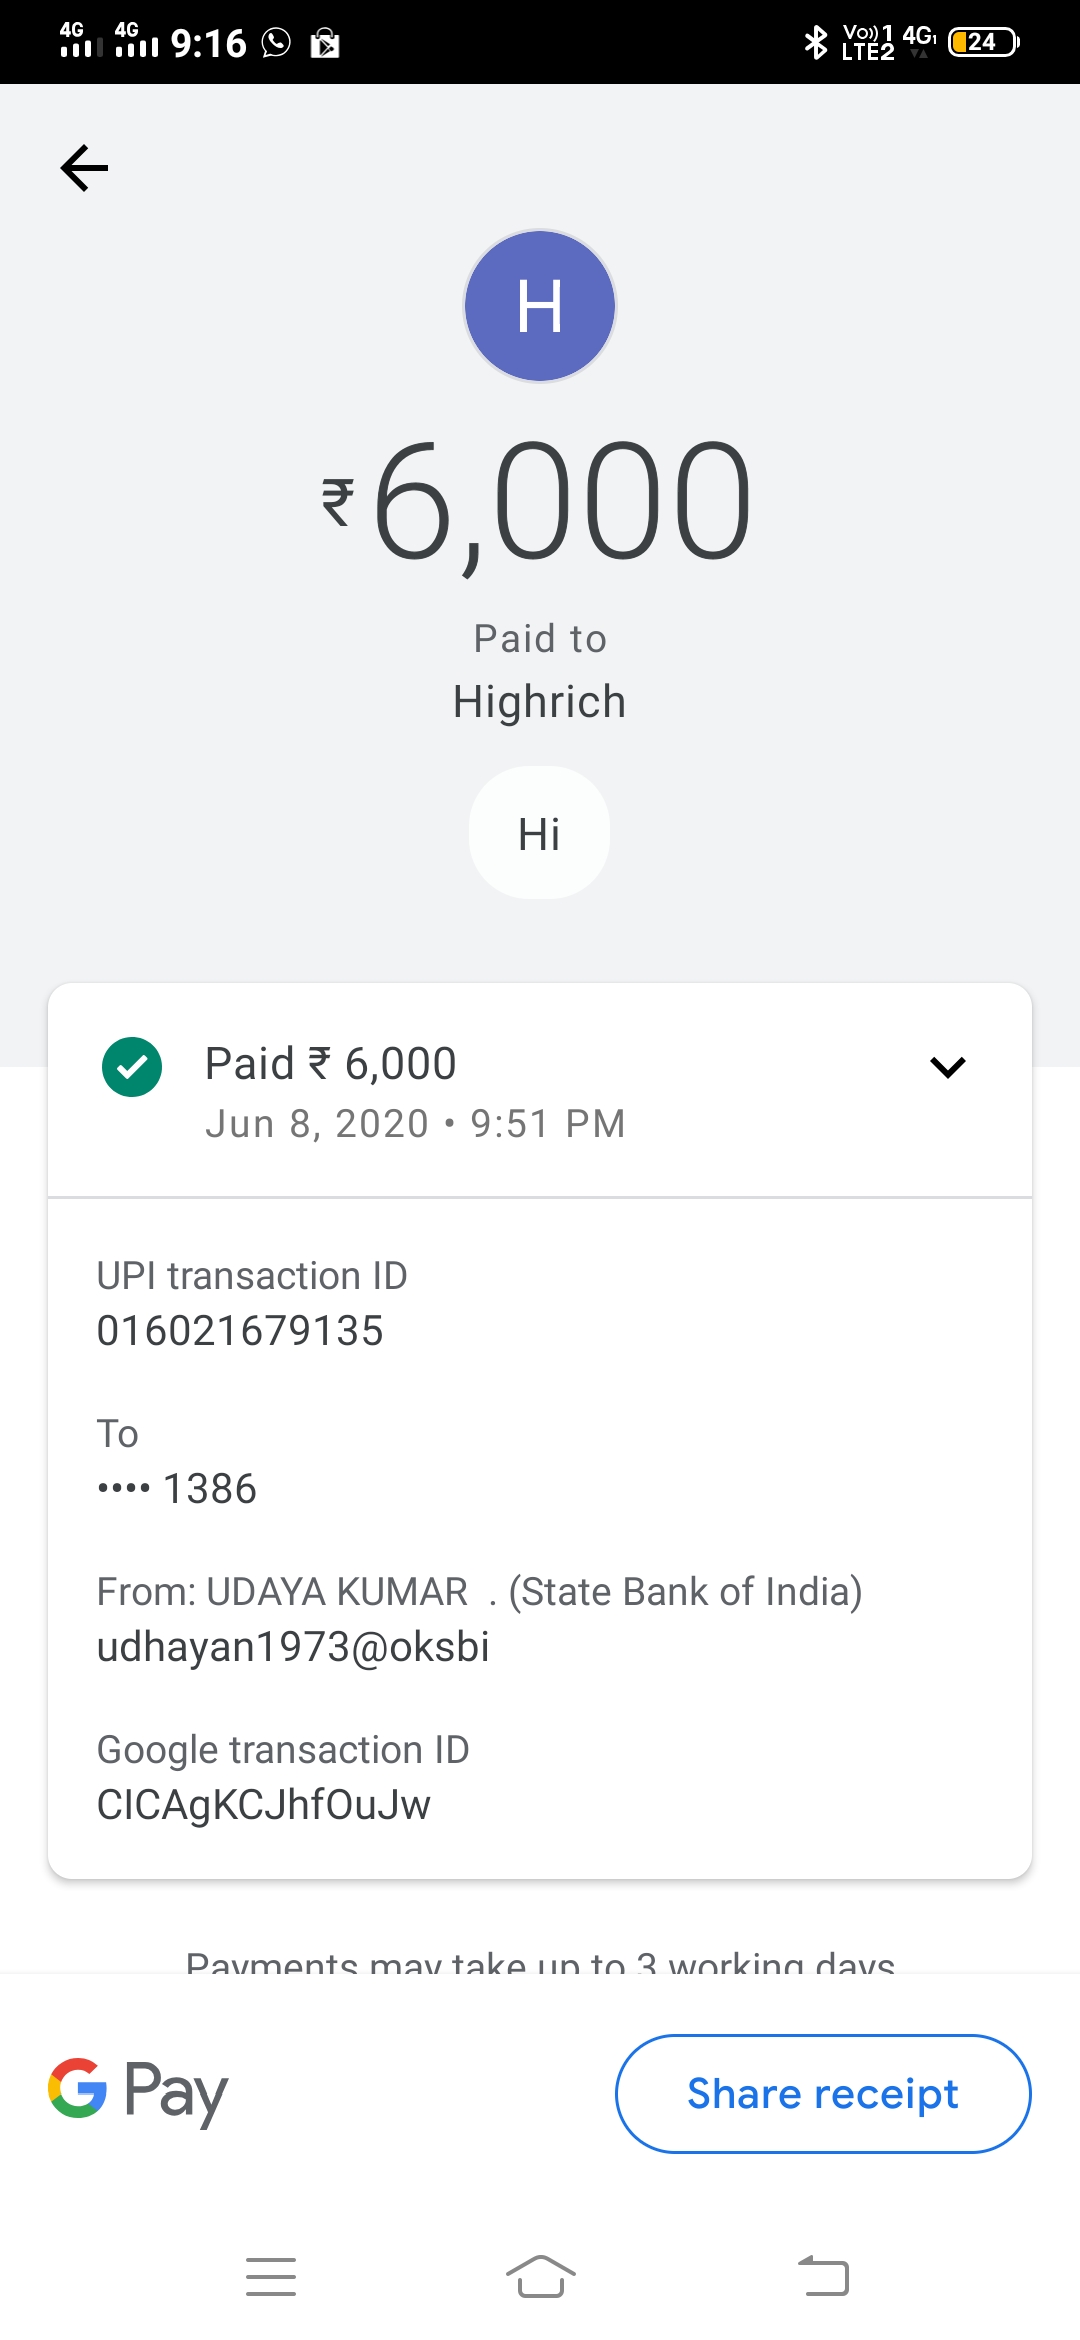 4G 4G 9:16 Vo)) 1 4G1 24
LTE2
H
₹6,000
Paid to
Highrich
Hi
Paid ₹ 6,000
Jun 8, 2020 • 9:51 PM
UPI transaction ID
016021679135
To
•••• 1386
From: UDAYA KUMAR . (State Bank of India)
udhayan1973@oksbi
Google transaction ID
CICAgKCJhfOuJw
Payments may take up to 3 working days
G Pay
Share receipt